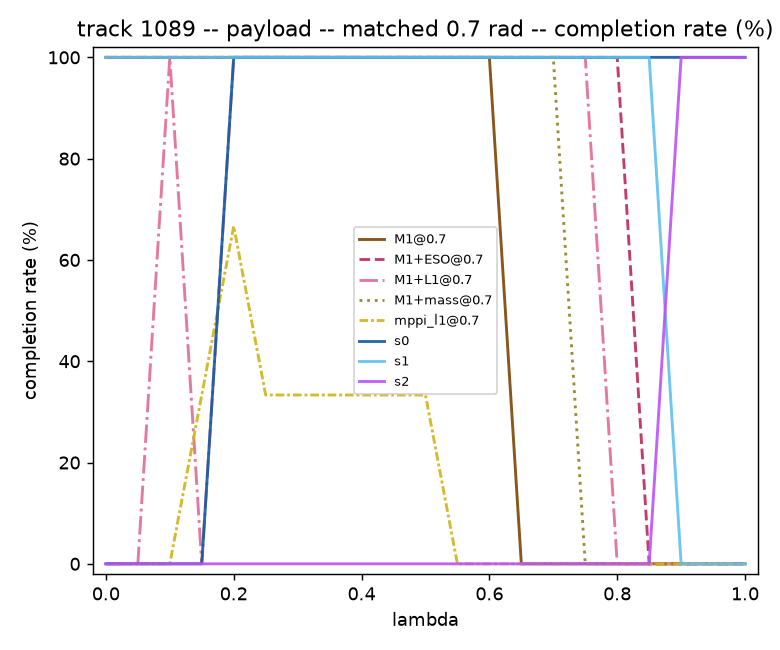 track 1089 -- payload -- matched 0.7 rad -- completion rate (%)
completion rate (%)
100
80
60
40
20
0
M1@0.7
M1+ESO@0.7
M1+L1@0.7
M1+mass@0.7
mppi_l1@0.7
s0
s1
s2
0.0 0.2 0.4 0.6 0.8 1.0
lambda